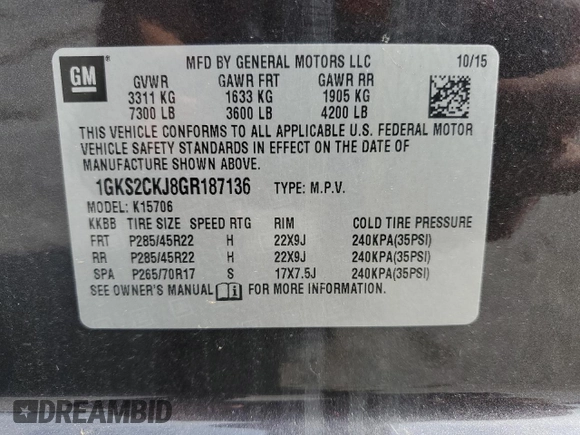 GM
MFD BY GENERAL MOTORS LLC 10/15
GVWR GAWR FRT GAWR RR
3311 KG 1633 KG 1905 KG
7300 LB 3600 LB 4200 LB
THIS VEHICLE CONFORMS TO ALL APPLICABLE U.S. FEDERAL MOTOR
VEHICLE SAFETY STANDARDS IN EFFECT ON THE DATE OF
MANUFACTURE SHOWN ABOVE.
1GKS2CKJ8GR187136 TYPE: M.P.V.
MODEL: K15706
KKBB TIRE SIZE SPEED RTG RIM COLD TIRE PRESSURE
FRT P285/45R22 H 22X9J 240KPA(35PSI)
RR P285/45R22 H 22X9J 240KPA(35PSI)
SPA P265/70R17 S 17X7.5J 240KPA(35PSI)
SEE OWNER'S MANUAL FOR MORE INFORMATION.
DREAMBID